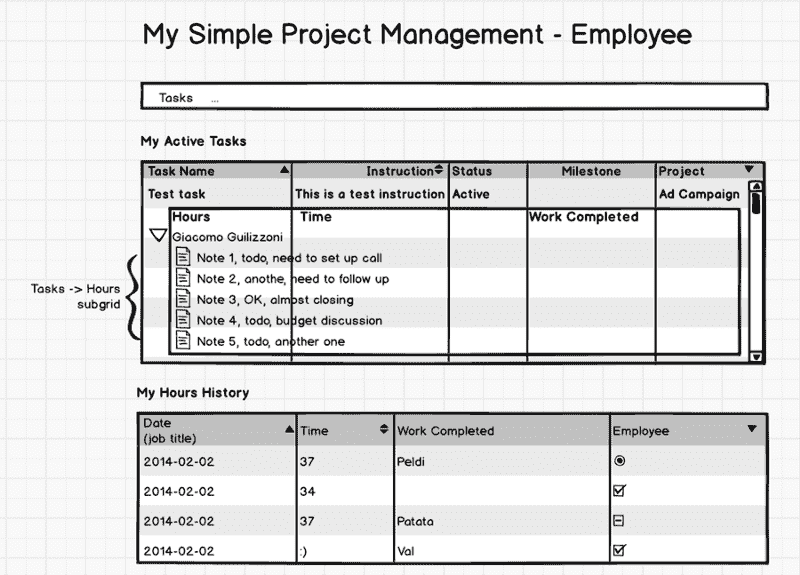 My Simple Project Management - Employee
Tasks ...
My Active Tasks
Task Name Instruction Status Milestone Project
Test task This is a test instruction Active Ad Campaign
Hours Time Work Completed
Giacomo Guilizzoni
Note 1, todo, need to set up call
Note 2, anothe, need to follow up
Note 3, OK, almost closing
Note 4, todo, budget discussion
Note 5, todo, another one
Tasks -> Hours
subgrid
My Hours History
Date
(job title) Time Work Completed Employee
2014-02-02 37 Peldi
2014-02-02 34
2014-02-02 37 Patata
2014-02-02 :) Val